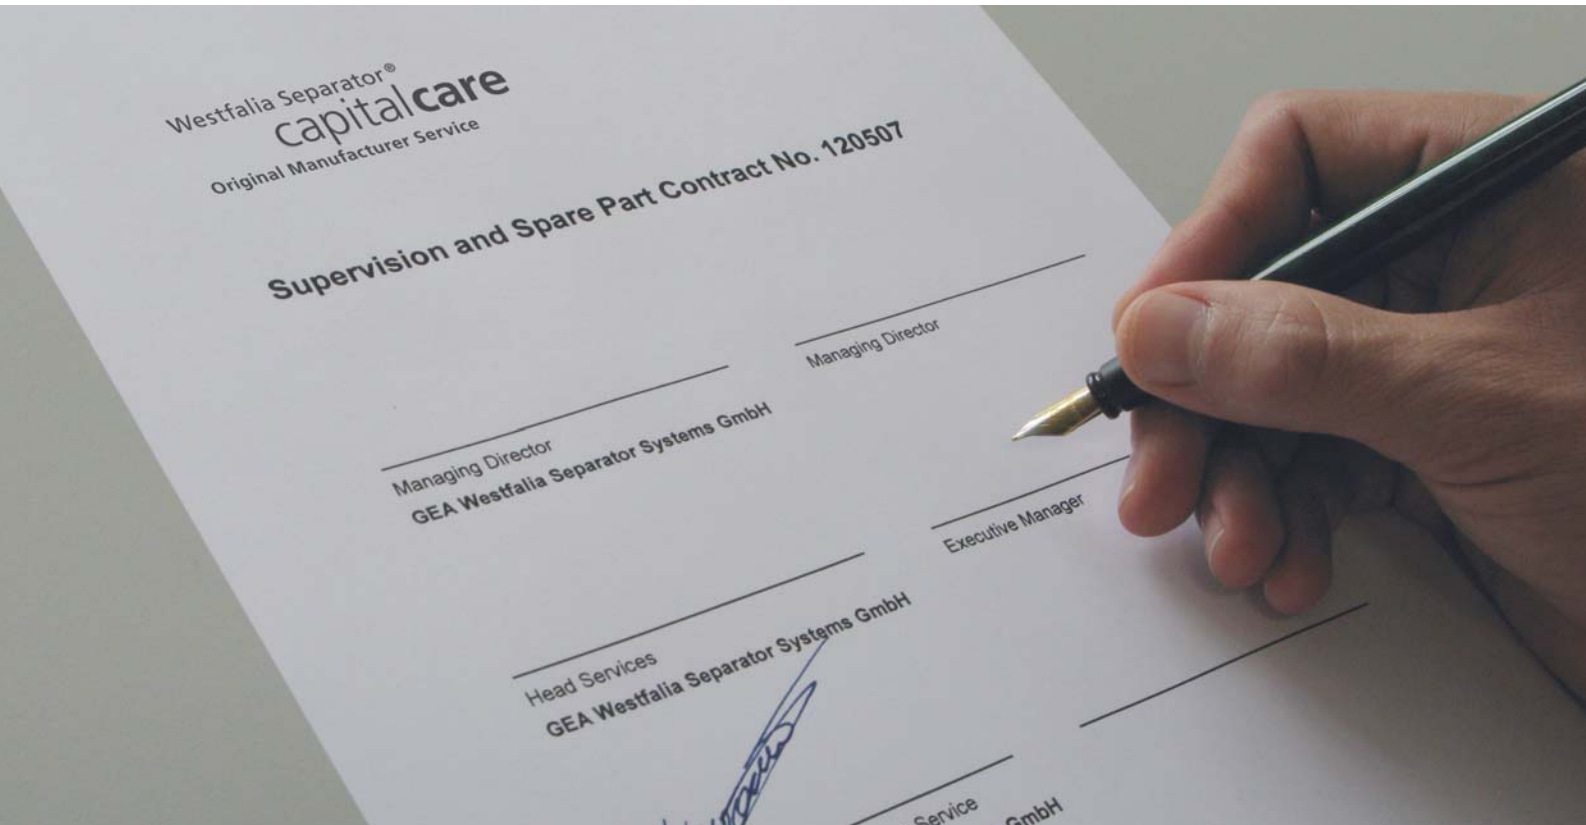 Westfalia Separator®
capitalcare
Original Manufacturer Service
Supervision and Spare Part Contract No. 120507
Managing Director
Managing Director
GEA Westfalia Separator Systems GmbH
Executive Manager
Head Services
GEA Westfalia Separator Systems GmbH
Service
GmbH